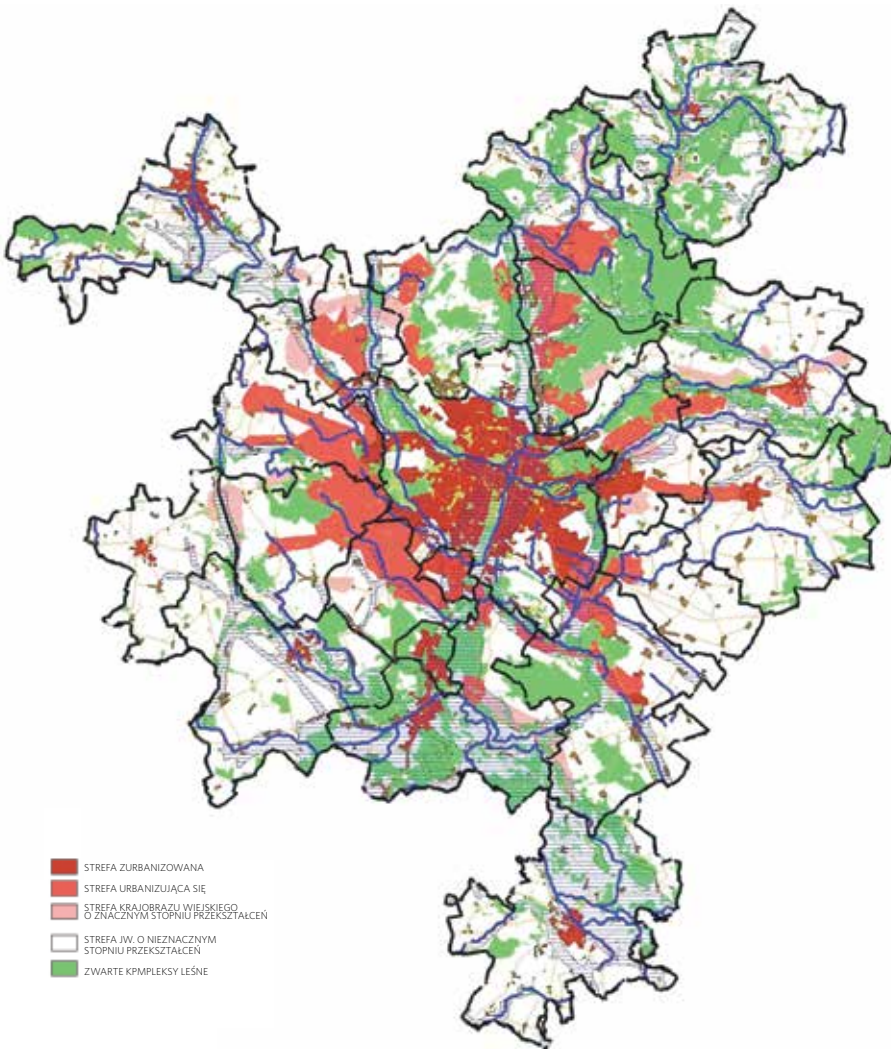 STREFA ZURBANIZOWANA
STREFA URBANIZUJĄCA SIĘ
STREFA KRAJOBRAZU WIEJSKIEGO
O ZNACZNYM STOPNIU PRZEKSZTAŁCEŃ
STREFA JW. O NIEZNACZNYM
STOPNIU PRZEKSZTAŁCEŃ
ZWARTE KPMPLEKSY LEŚNE